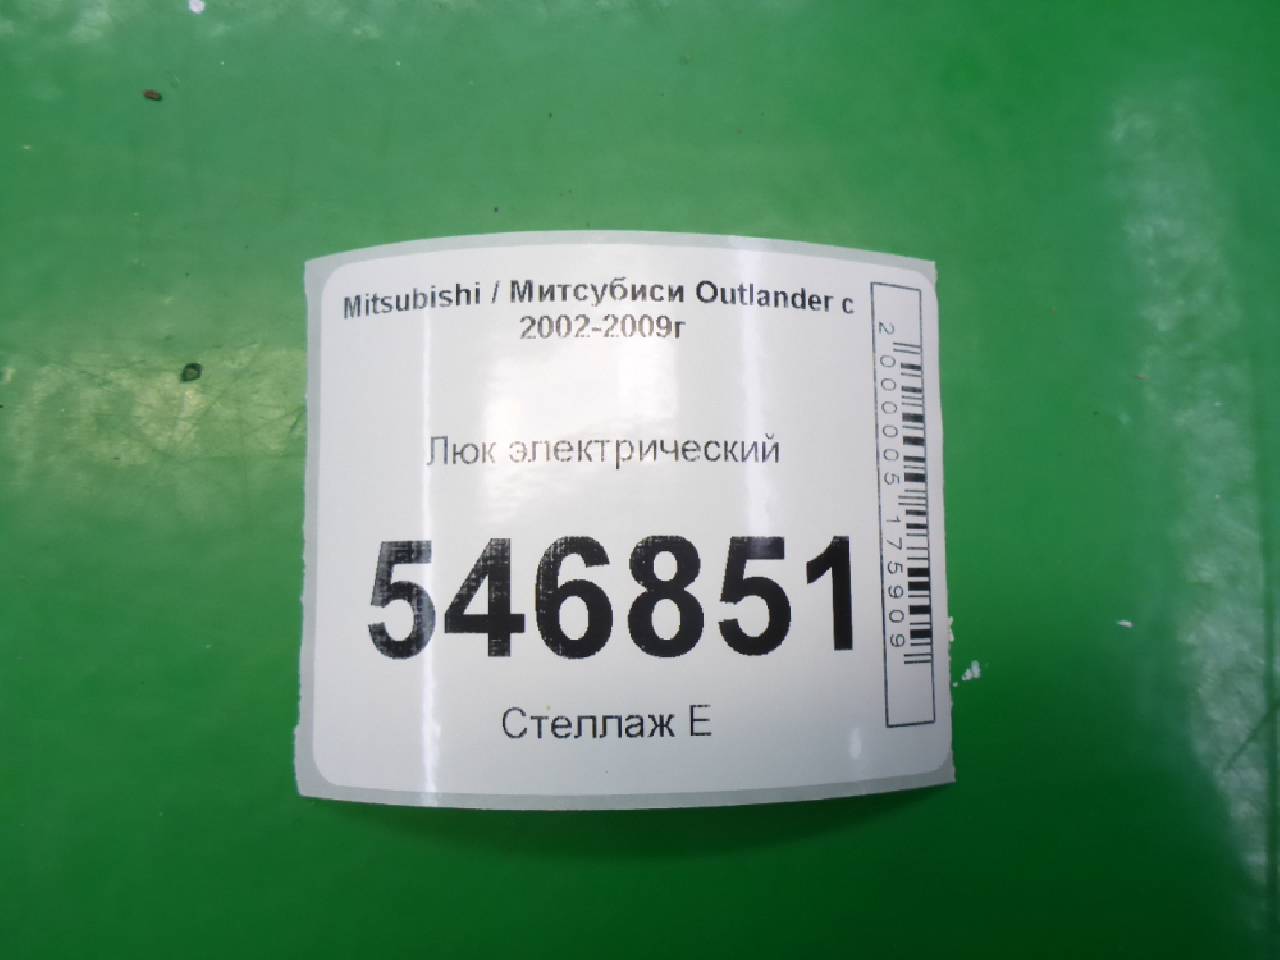 Mitsubishi / Митсубиси Outlander с
2002-2009г
Люк электрический
546851
Стеллаж Е
2000005175909